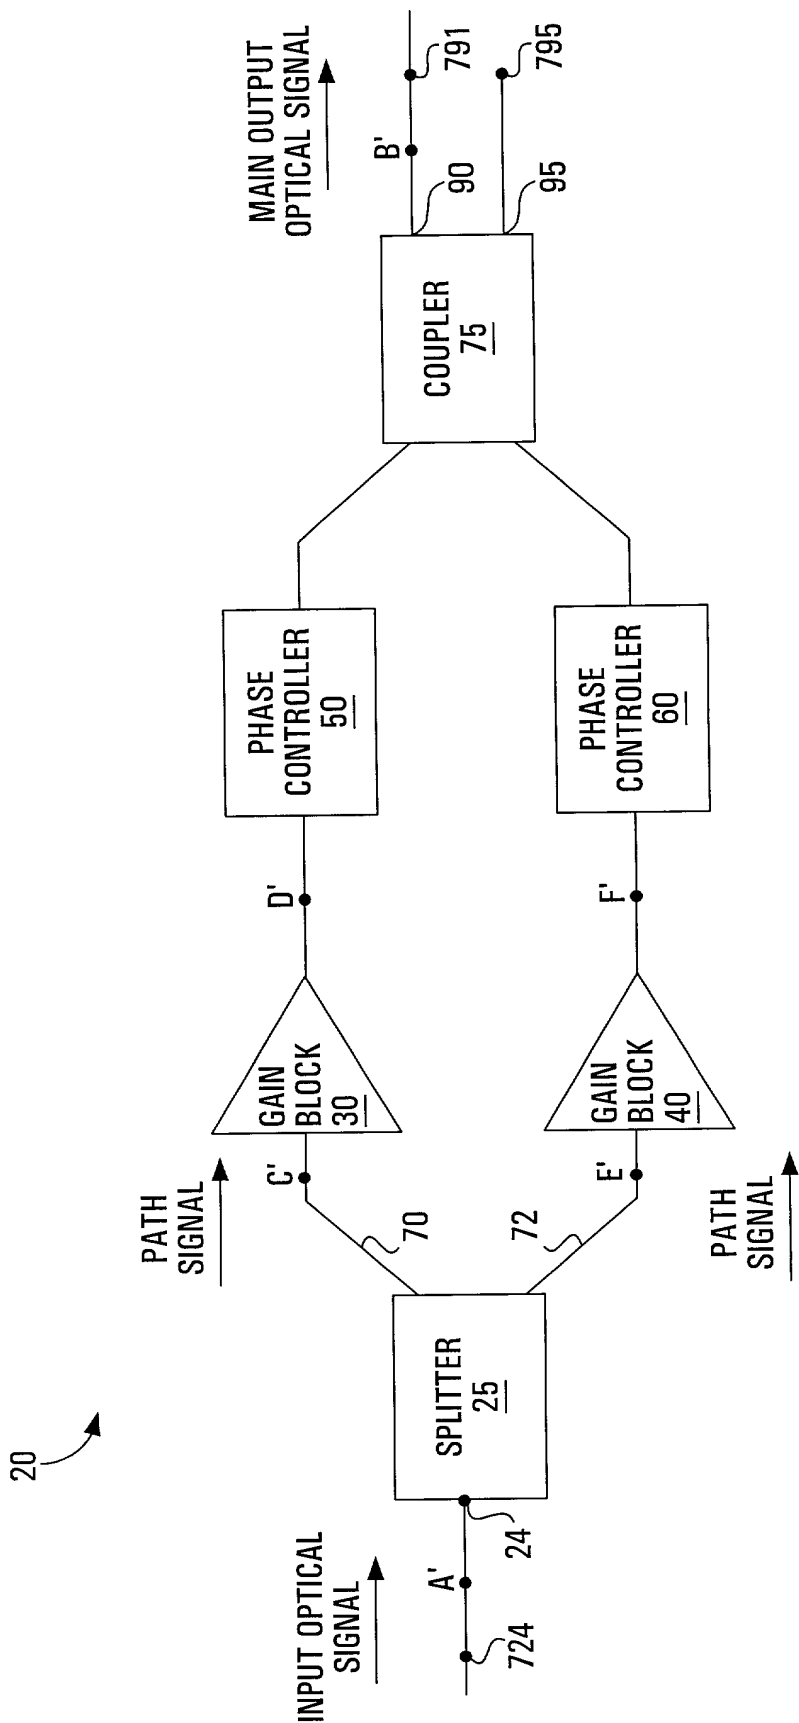 20
INPUT OPTICAL
SIGNAL
724
A'
24
SPLITTER
25
PATH
SIGNAL
70
C'
GAIN
BLOCK
30
D'
PHASE
CONTROLLER
50
72
E'
PATH
SIGNAL
GAIN
BLOCK
40
F'
PHASE
CONTROLLER
60
COUPLER
75
MAIN OUTPUT
OPTICAL SIGNAL
90
B'
791
95
795